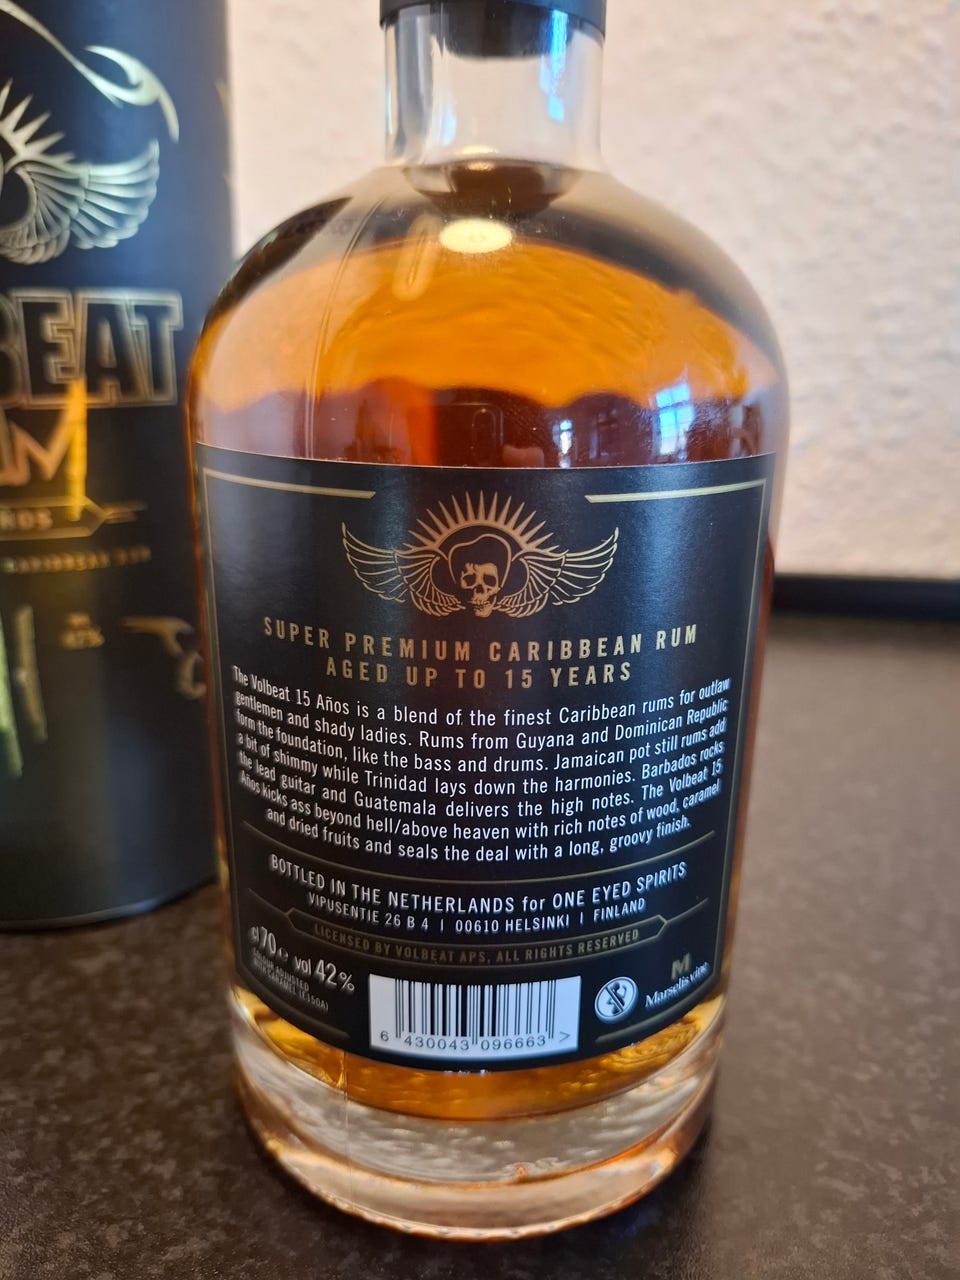 BEAT
SUPER PREMIUM CARIBBEAN RUM
AGED UP TO 15 YEARS
The Volbeat 15 Años is a blend of the finest Caribbean rums for outlaw
gentlemen and shady ladies. Rums from Guyana and Dominican Republic
form the foundation, like the bass and drums. Jamaican pot still rums add
a bit of shimmy while Trinidad lays down the harmonies. Barbados rocks
the lead guitar and Guatemala delivers the high notes. The Volbeat 15
Años kicks ass beyond hell/above heaven with rich notes of wood, caramel
and dried fruits and seals the deal with a long, groovy finish.
BOTTLED IN THE NETHERLANDS for ONE EYED SPIRITS
VIPUSENTIE 26 B 4 | 00610 HELSINKI | FINLAND
LICENSED BY VOLBEAT APS, ALL RIGHTS RESERVED
cl 70 e vol 42%
COLOUR ADJUSTED
WITH CARAMEL (E150A)
M
Marselis vine
6 430043 096663 >